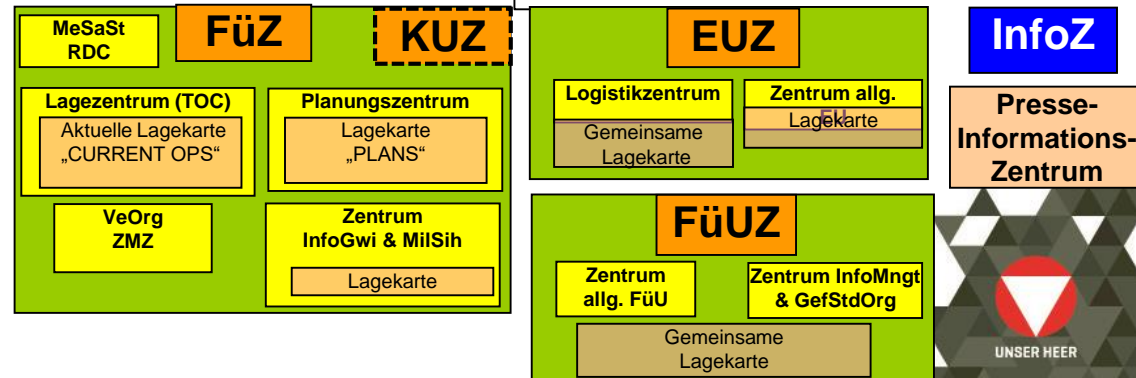 MeSaSt
RDC
FüZ
KUZ
Lagezentrum (TOC)
Aktuelle Lagekarte
„CURRENT OPS“
Planungszentrum
Lagekarte
„PLANS“
VeOrg
ZMZ
Zentrum
InfoGwi & MilSih
Lagekarte
EUZ
Logistikzentrum
Gemeinsame
Lagekarte
Zentrum allg.
EU
Lagekarte
FüUZ
Zentrum
allg. FüU
Zentrum InfoMngt
& GefStdOrg
Gemeinsame
Lagekarte
InfoZ
Presse-
Informations-
Zentrum
UNSER HEER